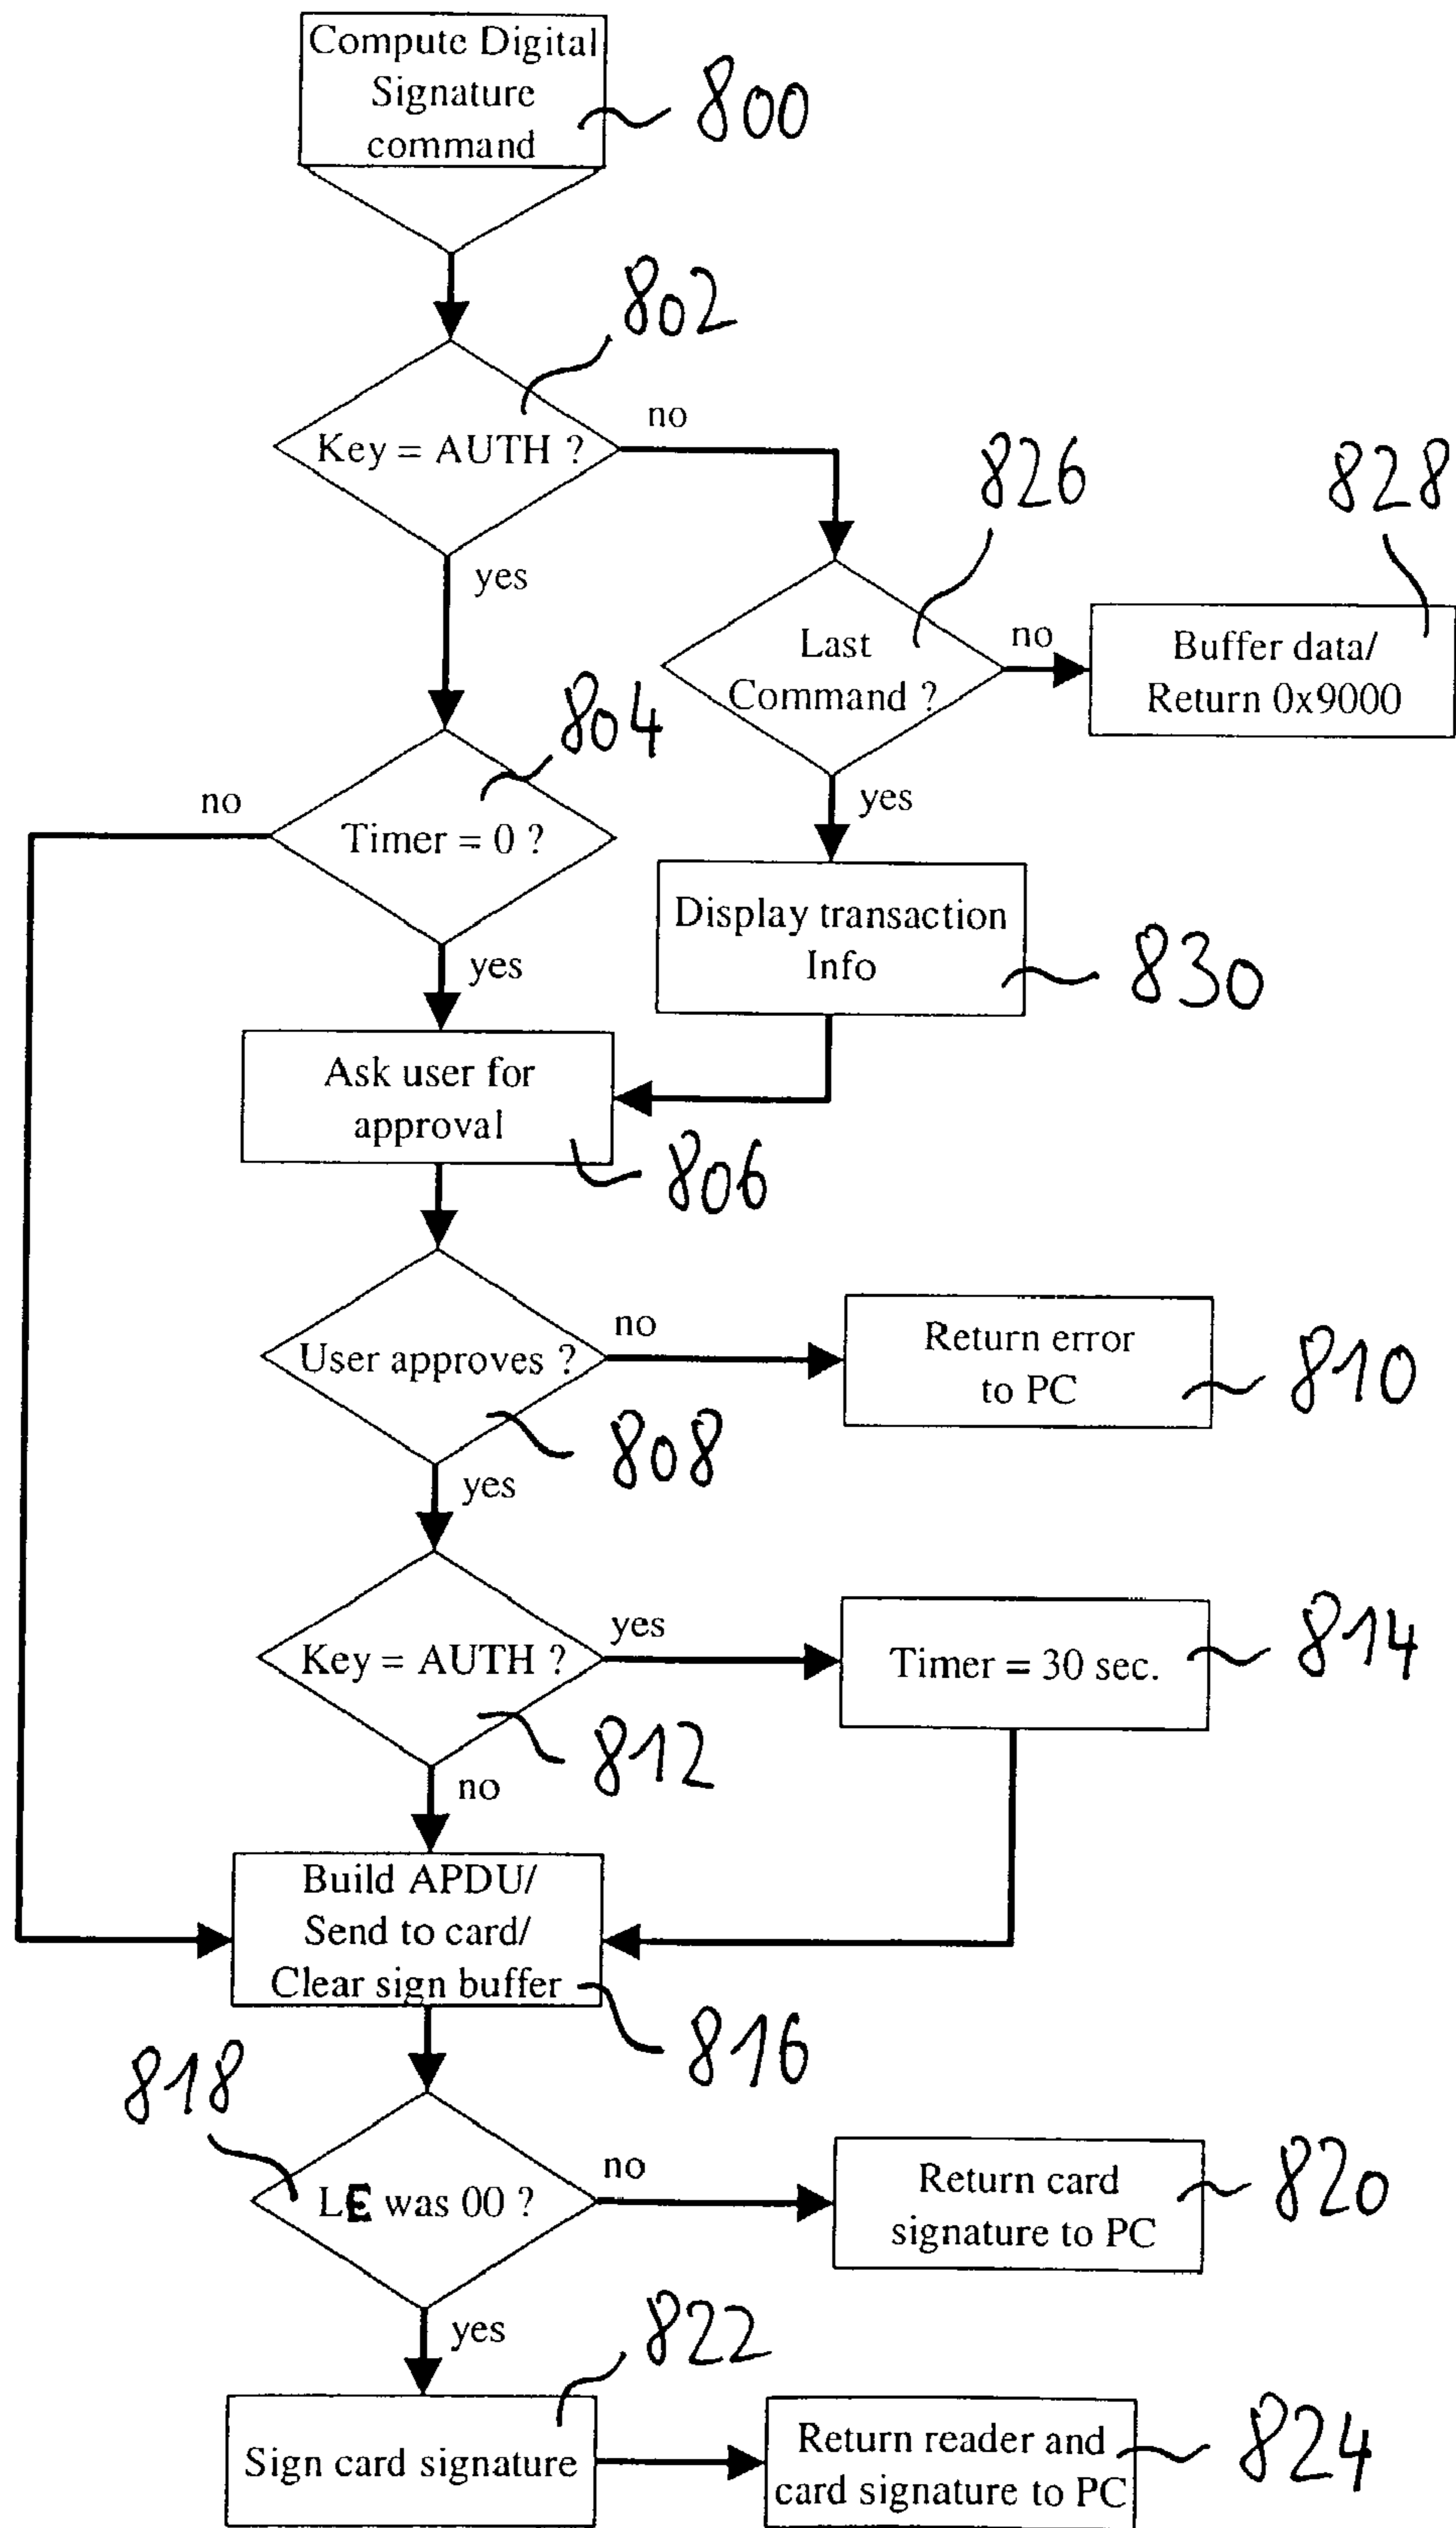 Compute Digital
Signature
command
800
802
Key = AUTH ?
no
yes
826
828
Last
Command ?
no
Buffer data/
Return 0x9000
804
yes
no
Timer = 0 ?
yes
Display transaction
Info
830
Ask user for
approval
806
User approves ?
no
Return error
to PC
810
808
yes
Key = AUTH ?
yes
Timer = 30 sec.
814
812
no
Build APDU/
Send to card/
Clear sign buffer
816
818
LE was 00 ?
no
Return card
signature to PC
820
yes
822
Sign card signature
Return reader and
card signature to PC
824